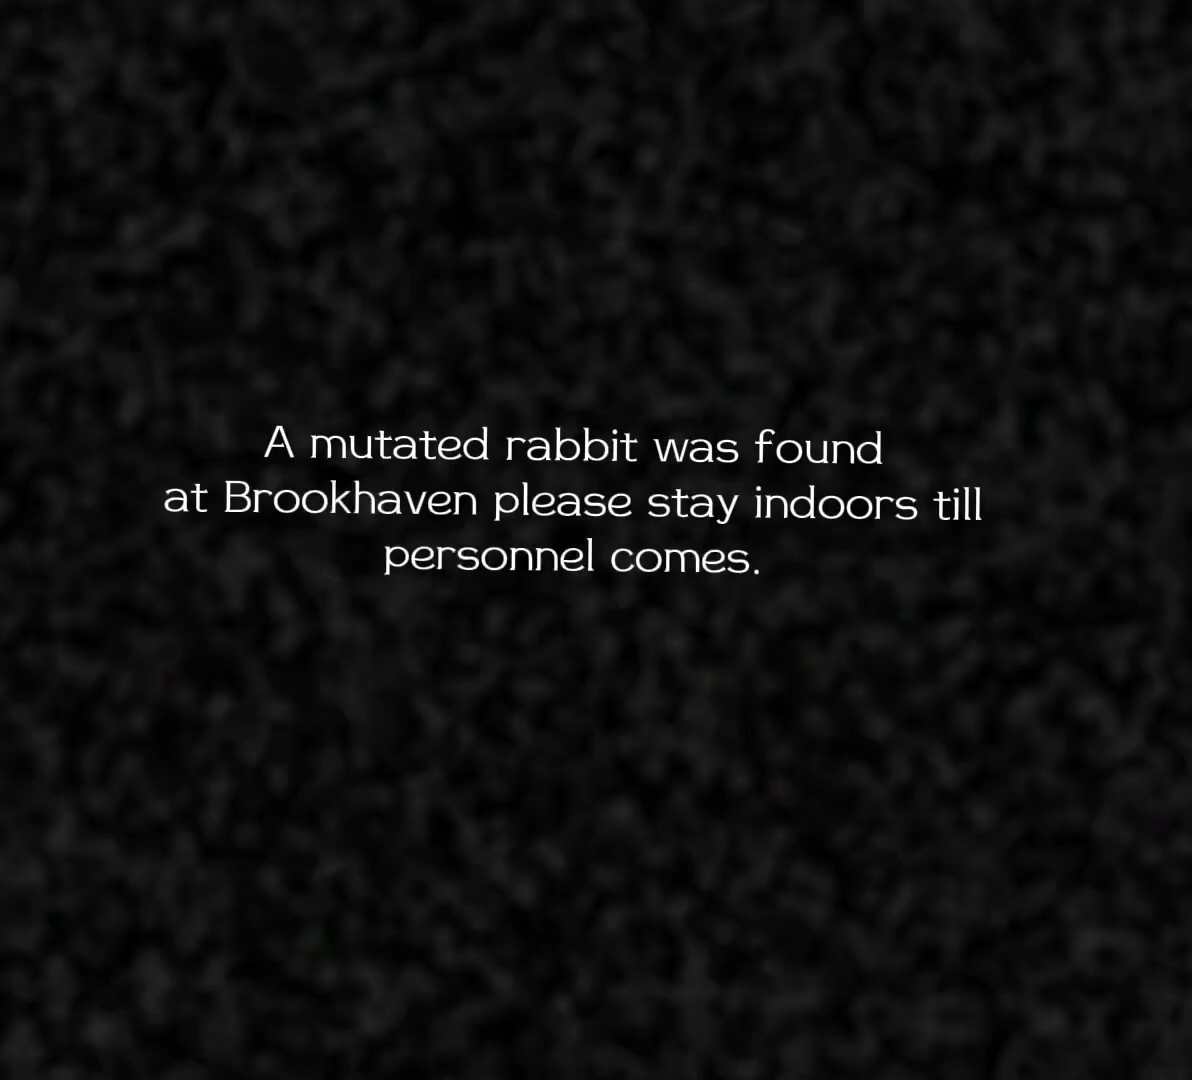 A mutated rabbit was found
at Brookhaven please stay indoors till
personnel comes.